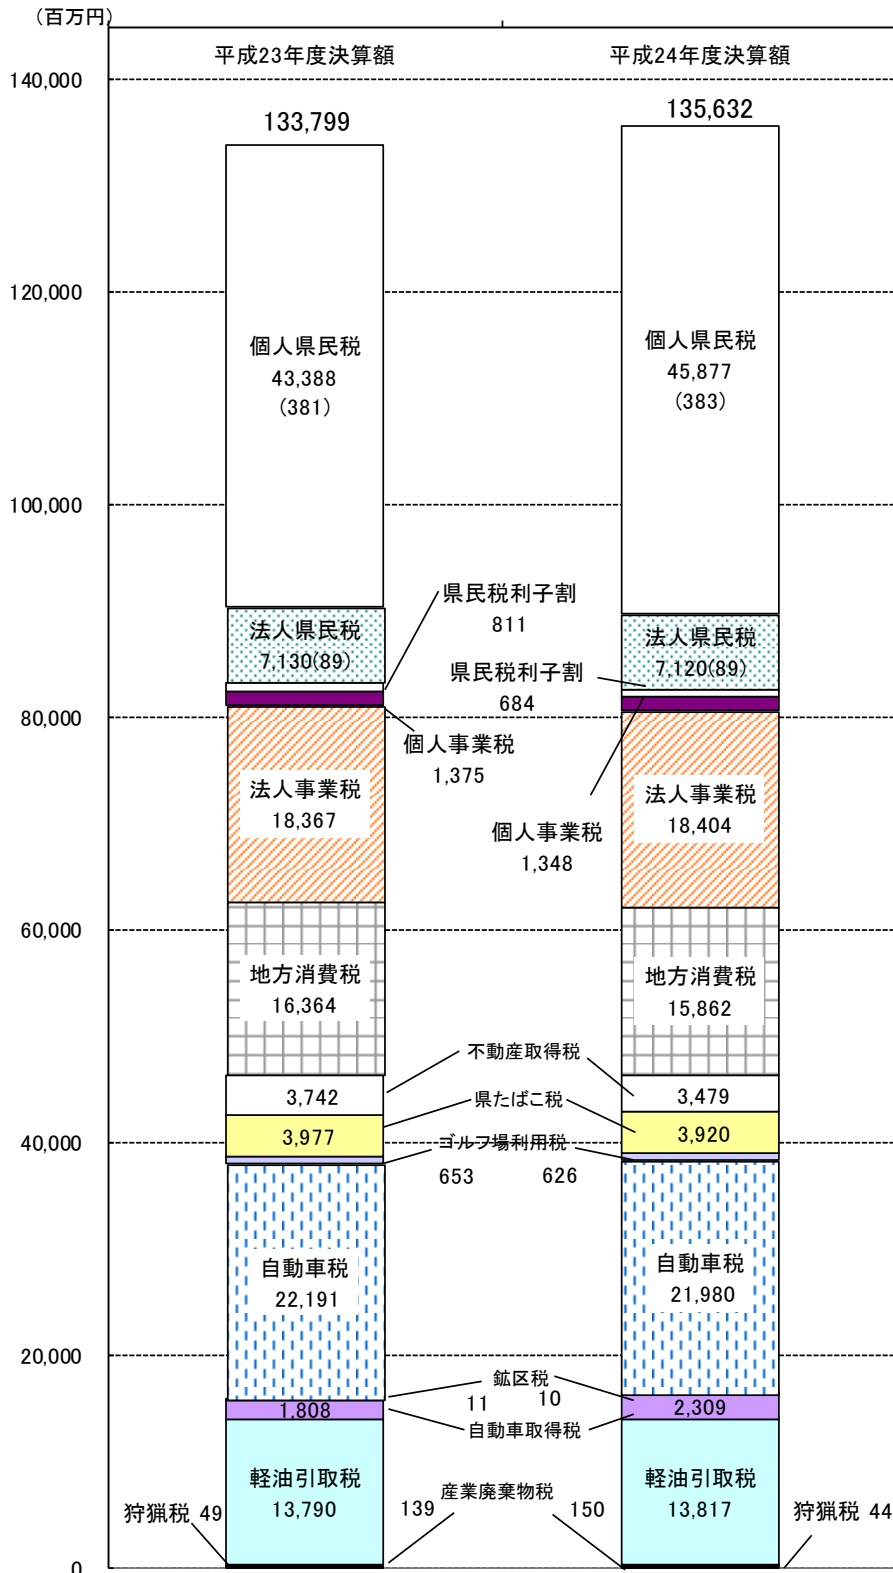 （百万円）
平成23年度決算額
平成24年度決算額
140,000
120,000
100,000
80,000
60,000
40,000
20,000
0
133,799
個人県民税
43,388
(381)
法人県民税
7,130(89)
県民税利子割
811
個人事業税
1,375
法人事業税
18,367
地方消費税
16,364
不動産取得税
3,742
県たばこ税
3,977
ゴルフ場利用税
653
自動車税
22,191
鉱区税
11
1,808
自動車取得税
軽油引取税
13,790
産業廃棄物税
139
狩猟税 49
135,632
個人県民税
45,877
(383)
法人県民税
7,120(89)
県民税利子割
684
個人事業税
1,348
法人事業税
18,404
地方消費税
15,862
3,479
3,920
626
自動車税
21,980
10
2,309
軽油引取税
13,817
150
狩猟税 44